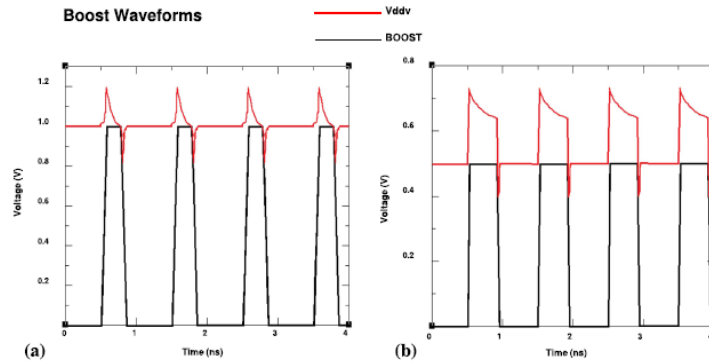 Boost Waveforms
Vddv
BOOST
1.2
1.0
0.8
0.6
0.4
0.2
Voltage (V)
0 1 2 3 4
Time (ns)
(a)
0.8
0.6
0.4
0.2
Voltage (V)
0 1 2 3 4
Time (ns)
(b)